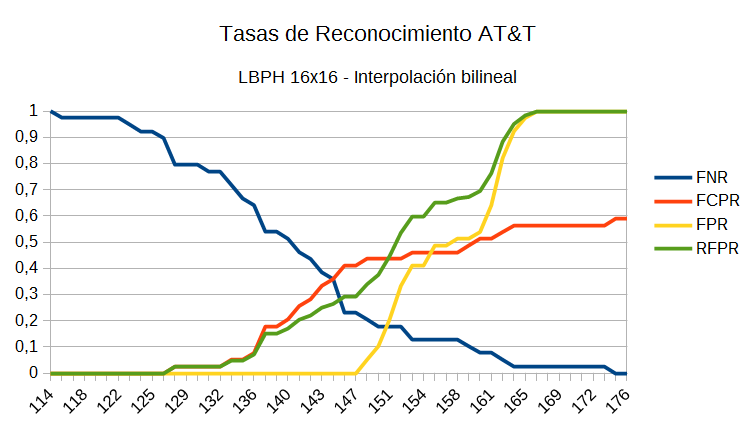 Tasas de Reconocimiento AT&T
LBPH 16x16 - Interpolación bilineal
1
0,9
0,8
0,7
0,6
0,5
0,4
0,3
0,2
0,1
0
114 118 122 125 129 132 136 140 143 147 151 154 158 161 165 169 172 176
FNR
FCPR
FPR
RFPR